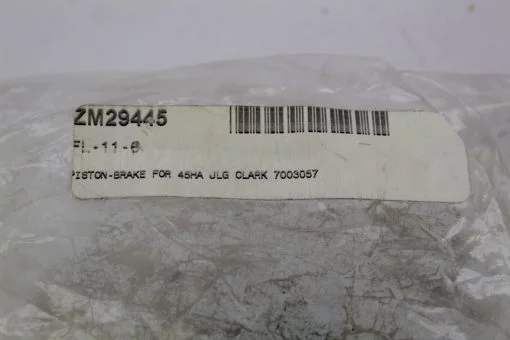 ZM29445
FL-11-6
PISTON-BRAKE FOR 45HA JLG CLARK 7003057